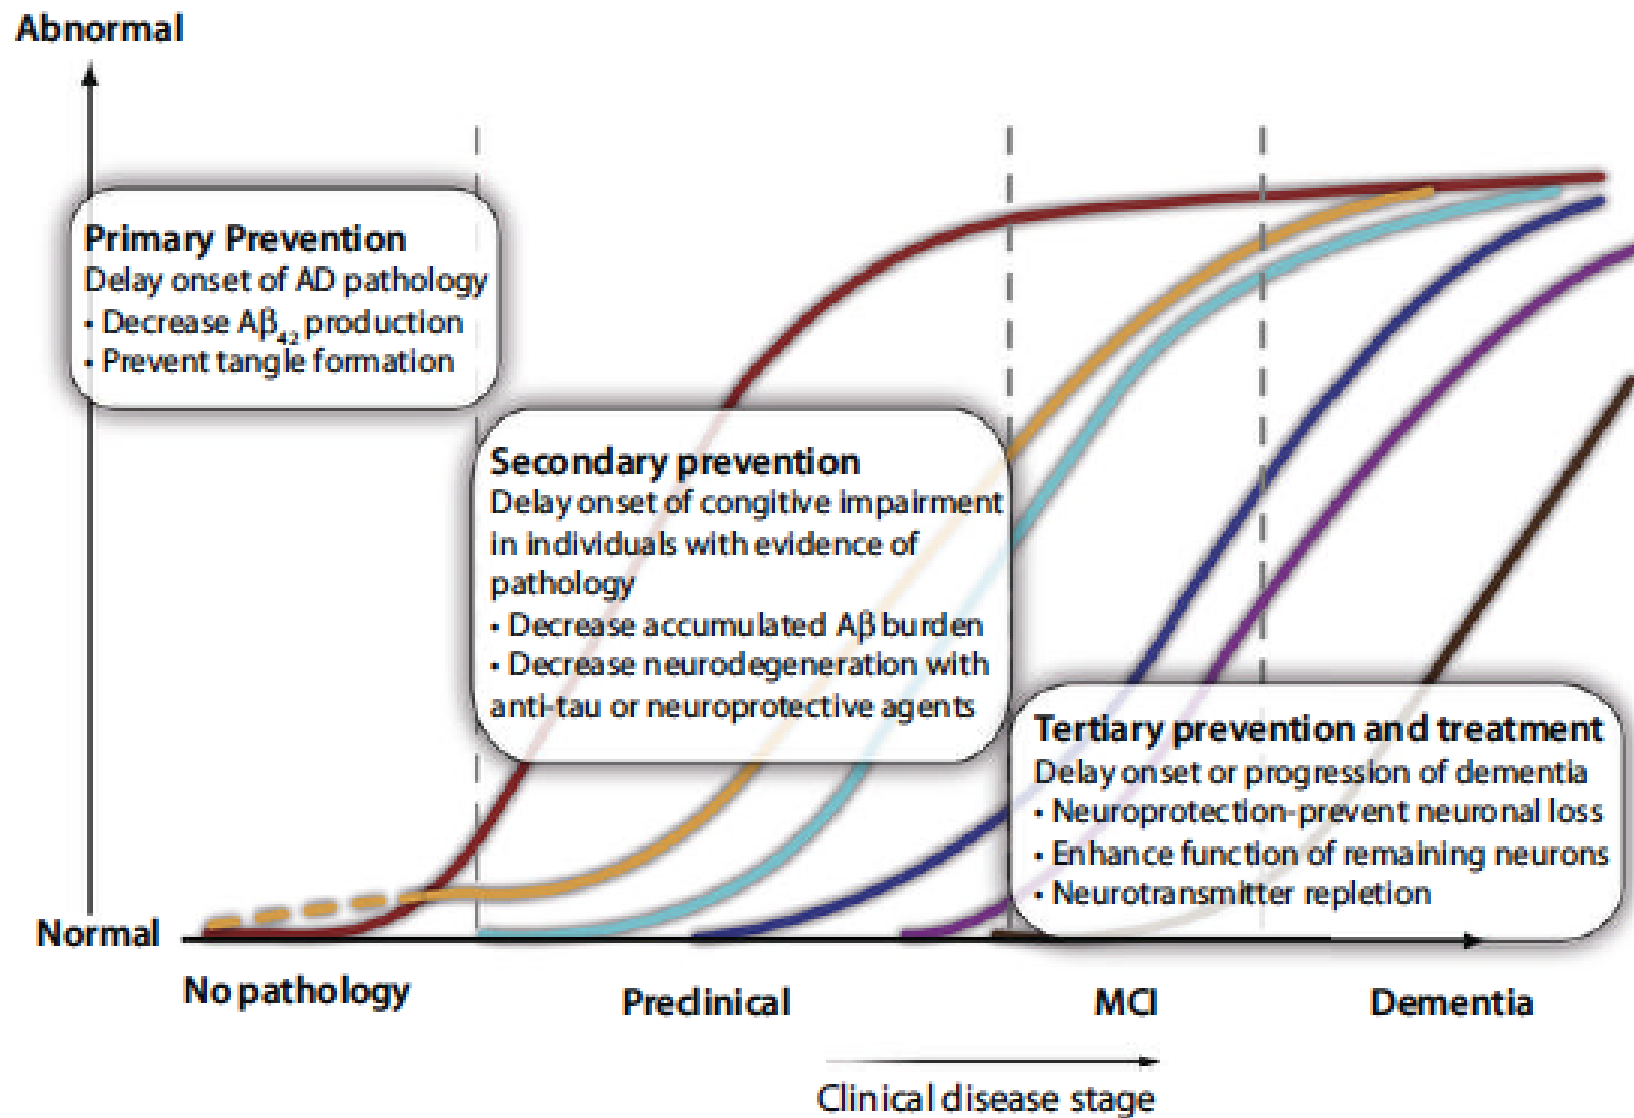 Abnormal
Primary Prevention
Delay onset of AD pathology
• Decrease Aβ42 production
• Prevent tangle formation
Secondary prevention
Delay onset of congitive impairment
in individuals with evidence of
pathology
• Decrease accumulated Aβ burden
• Decrease neurodegeneration with
anti-tau or neuroprotective agents
Tertiary prevention and treatment
Delay onset or progression of dementia
• Neuroprotection-prevent neuronal loss
• Enhance function of remaining neurons
• Neurotransmitter repletion
Normal
No pathology
Preclinical
MCI
Dementia
Clinical disease stage